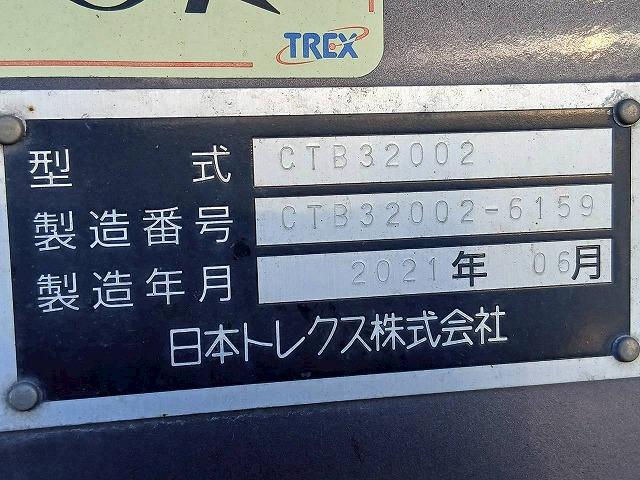 TREX
型式 CTB32002
製造番号 CTB32002-6159
製造年月 2021年 06月
日本トレクス株式会社